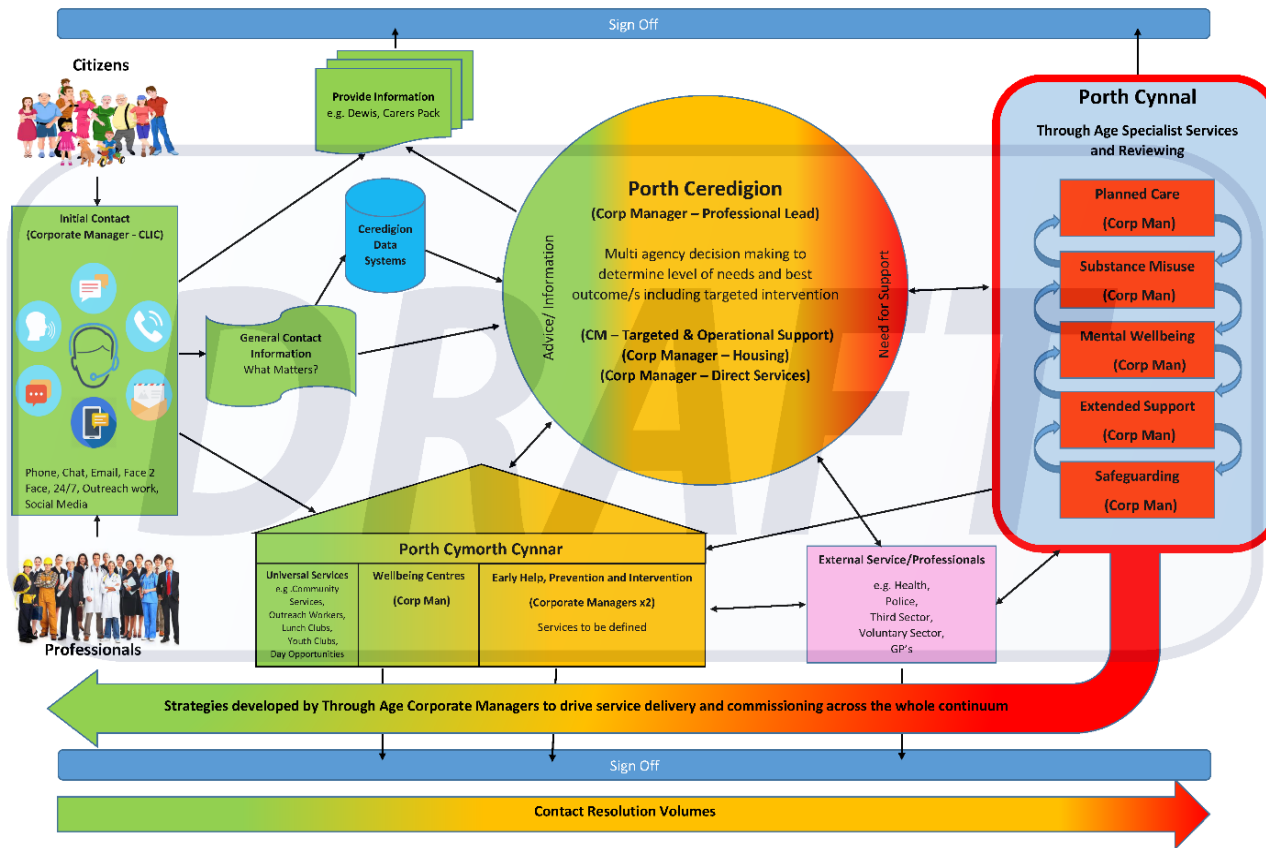 Sign Off
Citizens
Provide Information
e.g. Dewis, Carers Pack
Initial Contact
(Corporate Manager - CLIC)
Phone, Chat, Email, Face 2
Face, 24/7, Outreach work,
Social Media
Professionals
Ceredigion
Data
Systems
General Contact
Information
What Matters?
Advice/ Information
Porth Ceredigion
(Corp Manager – Professional Lead)
Multi agency decision making to
determine level of needs and best
outcome/s including targeted intervention
(CM – Targeted & Operational Support)
(Corp Manager – Housing)
(Corp Manager – Direct Services)
Need for Support
Porth Cynnal
Through Age Specialist Services
and Reviewing
Planned Care
(Corp Man)
Substance Misuse
(Corp Man)
Mental Wellbeing
(Corp Man)
Extended Support
(Corp Man)
Safeguarding
(Corp Man)
Porth Cymorth Cynnar
Universal Services
e.g .Community
Services,
Outreach Workers,
Lunch Clubs,
Youth Clubs,
Day Opportunities
Wellbeing Centres
(Corp Man)
Early Help, Prevention and Intervention
(Corporate Managers x2)
Services to be defined
External Service/Professionals
e.g. Health,
Police,
Third Sector,
Voluntary Sector,
GP's
Strategies developed by Through Age Corporate Managers to drive service delivery and commissioning across the whole continuum
Sign Off
Contact Resolution Volumes
DRAFT